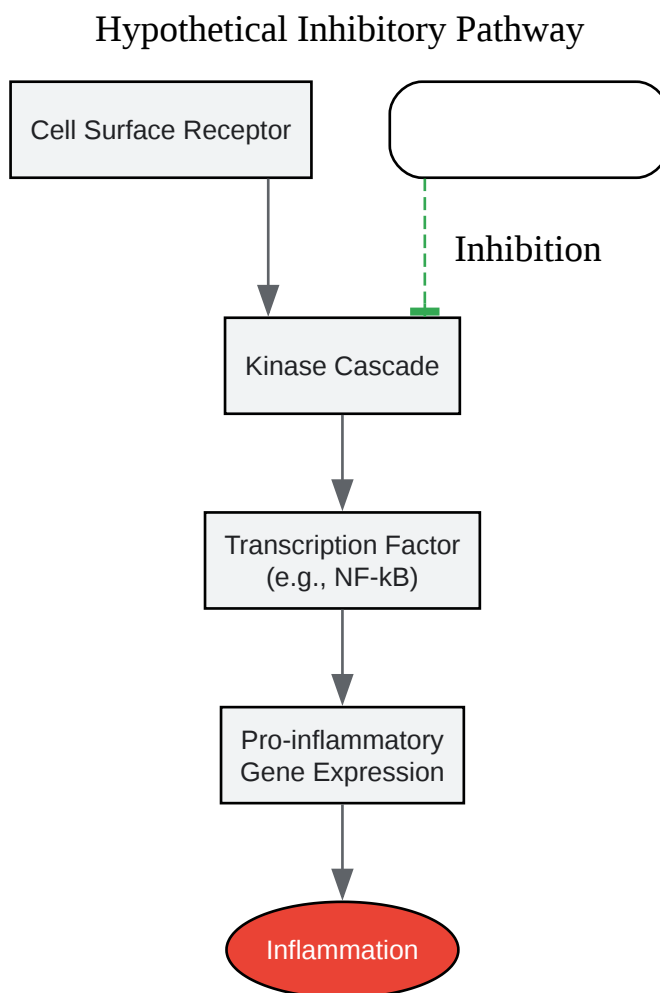 Hypothetical Inhibitory Pathway
Cell Surface Receptor
Inhibition
Kinase Cascade
Transcription Factor
(e.g., NF-kB)
Pro-inflammatory
Gene Expression
Inflammation